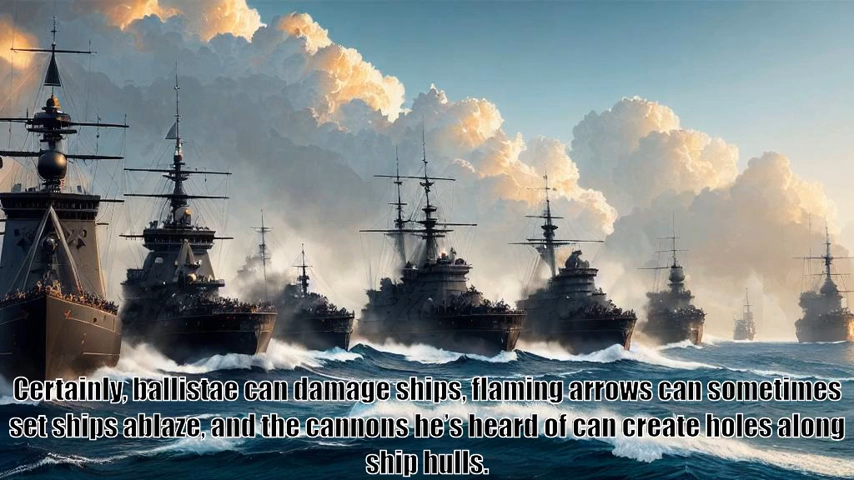 Certainly, ballistae can damage ships, flaming arrows can sometimes
set ships ablaze, and the cannons he's heard of can create holes along
ship hulls.